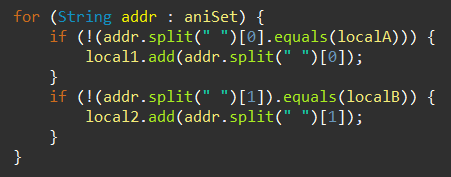 for (String addr : aniSet) {
    if (!(addr.split(" ")[0].equals(localA))) {
        local1.add(addr.split(" ")[0]);
    }
    if (!(addr.split(" ")[1]).equals(localB)) {
        local2.add(addr.split(" ")[1]);
    }
}